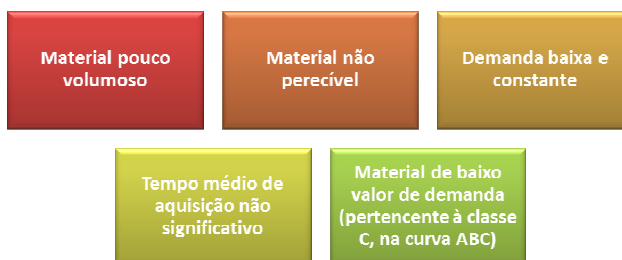 Material pouco
volumoso
Material não
perecível
Demanda baixa e
constante
Tempo médio de
aquisição não
significativo
Material de baixo
valor de demanda
(pertencente à classe
C, na curva ABC)